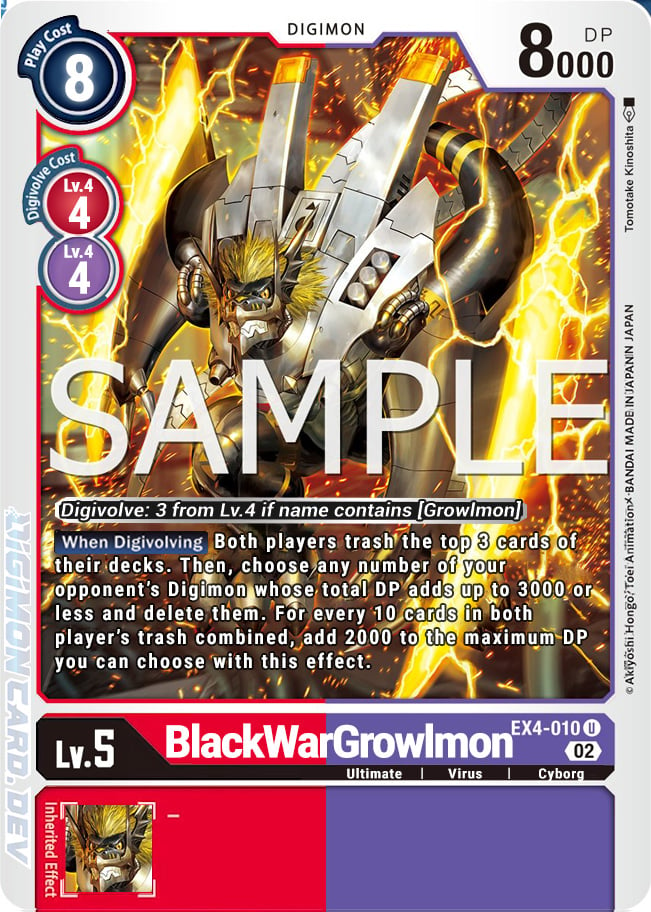 Play Cost
8
DIGIMON
DP
8000
Digivolve Cost
Lv.4
4
Lv.4
4
Tomotake Kinoshita
SAMPLE
Digivolve: 3 from Lv.4 if name contains [Growlmon]
When Digivolving Both players trash the top 3 cards of
their decks. Then, choose any number of your
opponent's Digimon whose total DP adds up to 3000 or
less and delete them. For every 10 cards in both
player's trash combined, add 2000 to the maximum DP
you can choose with this effect.
© Akiyoshi Hongo, Toei Animation ・BANDAI MADE IN JAPAN
DIGIMONCARD.DEV
Lv.5
BlackWarGrowlmon
EX4-010 U
02
Ultimate | Virus | Cyborg
Inherited Effect
-